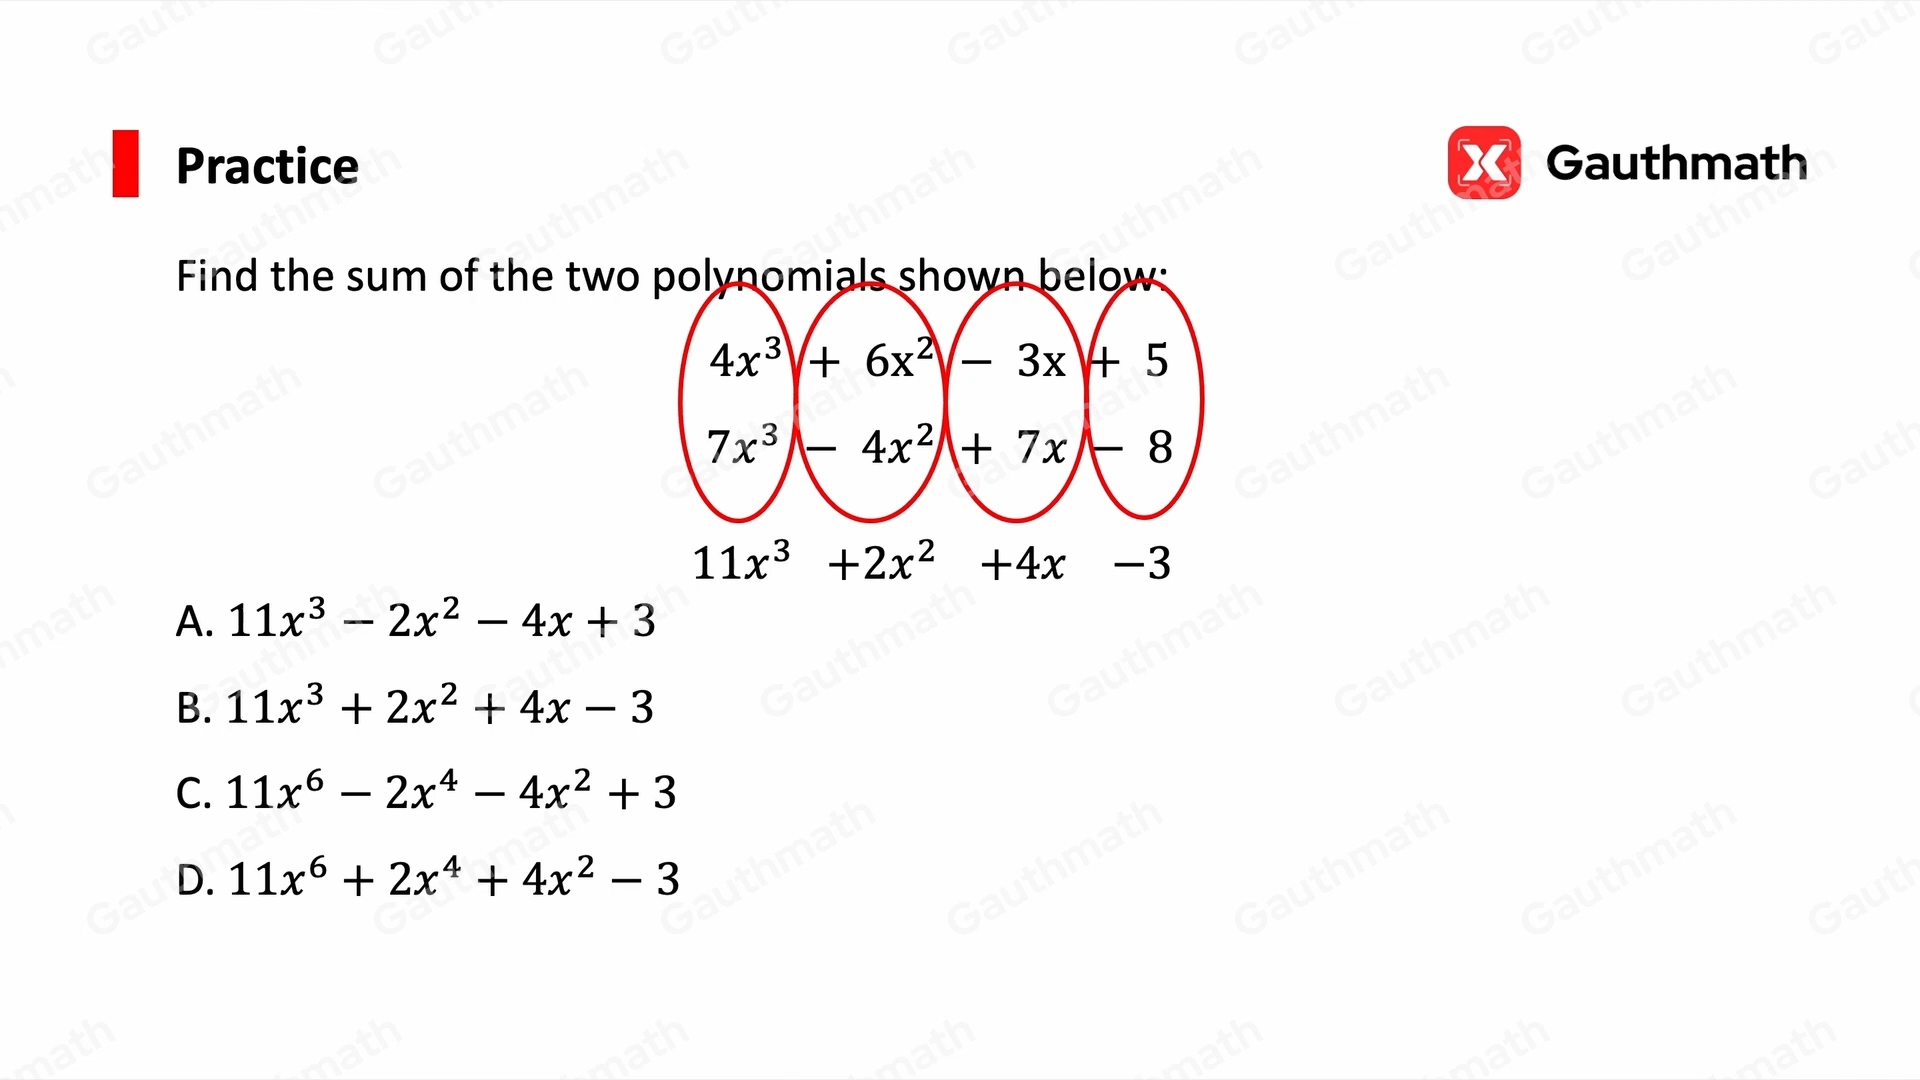 Practice
Gauthmath
Find the sum of the two polynomials shown below:
4x³ + 6x² − 3x + 5
7x³ − 4x² + 7x − 8
11x³ +2x² +4x −3
A. 11x³ − 2x² − 4x + 3
B. 11x³ + 2x² + 4x − 3
C. 11x⁶ − 2x⁴ − 4x² + 3
D. 11x⁶ + 2x⁴ + 4x² − 3